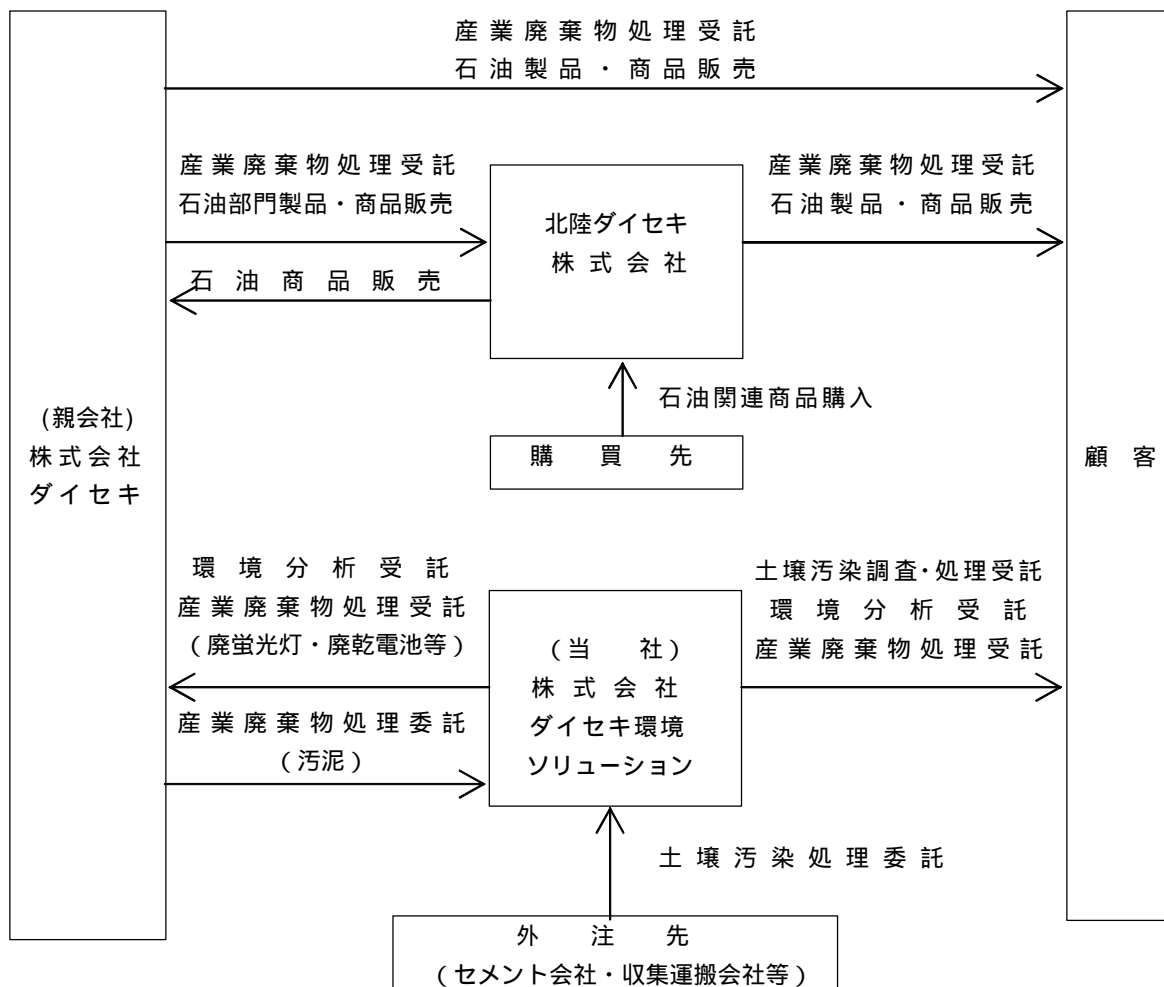 産業廃棄物処理受託
石油製品・商品販売
産業廃棄物処理受託
石油部門製品・商品販売
北陸ダイセキ
株式会社
産業廃棄物処理受託
石油製品・商品販売
石油商品販売
石油関連商品購入
購買先
(親会社)
株式会社
ダイセキ
顧客
環境分析受託
産業廃棄物処理受託
(廃蛍光灯・廃乾電池等)
(当社)
株式会社
ダイセキ環境
ソリューション
土壌汚染調査・処理受託
環境分析受託
産業廃棄物処理受託
産業廃棄物処理委託
(汚泥)
土壌汚染処理委託
外注先
(セメント会社・収集運搬会社等)